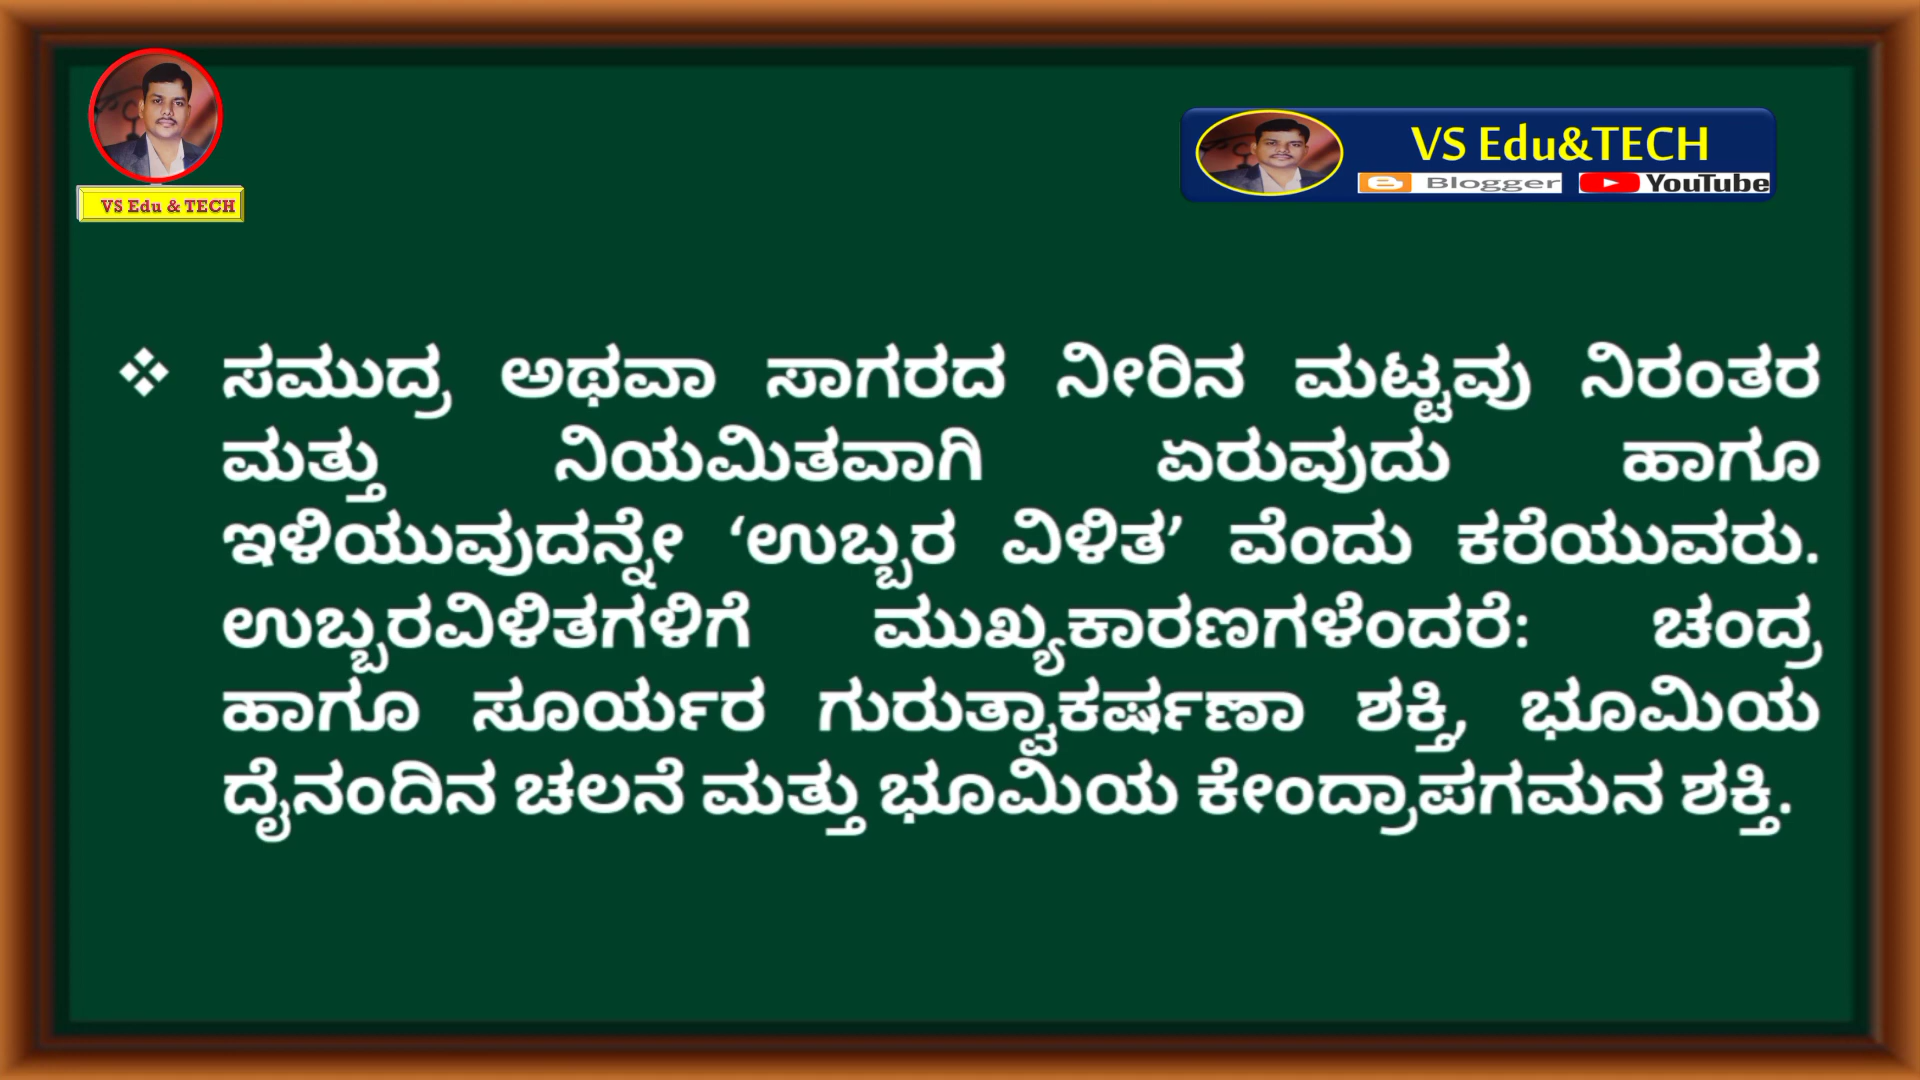 VS Edu & TECH
VS Edu&TECH
Blogger YouTube
❖ ಸಮುದ್ರ ಅಥವಾ ಸಾಗರದ ನೀರಿನ ಮಟ್ಟವು ನಿರಂತರ
ಮತ್ತು ನಿಯಮಿತವಾಗಿ ಏರುವುದು ಹಾಗೂ
ಇಳಿಯುವುದನ್ನೇ ‘ಉಬ್ಬರ ವಿಳಿತ’ ವೆಂದು ಕರೆಯುವರು.
ಉಬ್ಬರವಿಳಿತಗಳಿಗೆ ಮುಖ್ಯಕಾರಣಗಳೆಂದರೆ: ಚಂದ್ರ
ಹಾಗೂ ಸೂರ್ಯರ ಗುರುತ್ವಾಕರ್ಷಣಾ ಶಕ್ತಿ, ಭೂಮಿಯ
ದೈನಂದಿನ ಚಲನೆ ಮತ್ತು ಭೂಮಿಯ ಕೇಂದ್ರಾಪಗಮನ ಶಕ್ತಿ.